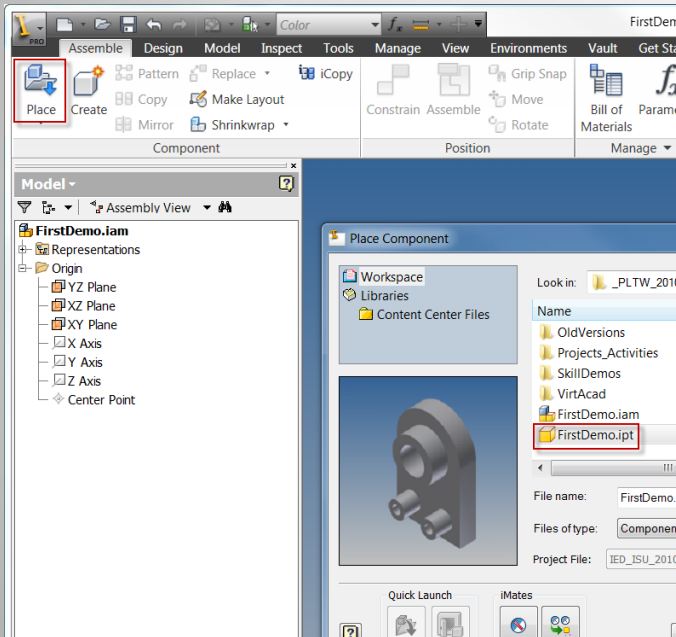 PRO
Color
FirstDem
Assemble Design Model Inspect Tools Manage View Environments Vault Get Sta
Place
Create
Pattern Replace iCopy
Copy Make Layout
Mirror Shrinkwrap
Constrain Assemble
Grip Snap
Move
Rotate
Bill of Materials
Param
Component
Position
Manage
Model
Assembly View
FirstDemo.iam
Representations
Origin
YZ Plane
XZ Plane
XY Plane
X Axis
Y Axis
Z Axis
Center Point
Place Component
Workspace
Libraries
Content Center Files
Look in: _PLTW_2010
Name
OldVersions
Projects_Activities
SkillDemos
VirtAcad
FirstDemo.iam
FirstDemo.ipt
File name: FirstDemo.
Files of type: Componen
Project File: IED_ISU_2010
Quick Launch
iMates